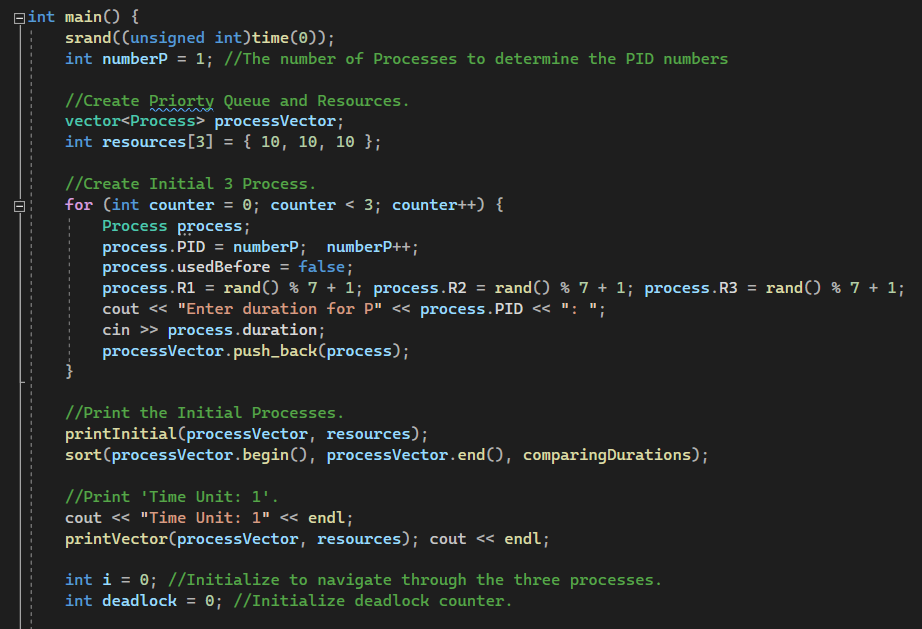 int main() {
srand((unsigned int)time(0));
int numberP = 1; //The number of Processes to determine the PID numbers
//Create Priorty Queue and Resources.
vector<Process> processVector;
int resources[3] = { 10, 10, 10 };
//Create Initial 3 Process.
for (int counter = 0; counter < 3; counter++) {
Process process;
process.PID = numberP;  numberP++;
process.usedBefore = false;
process.R1 = rand() % 7 + 1; process.R2 = rand() % 7 + 1; process.R3 = rand() % 7 + 1;
cout << "Enter duration for P" << process.PID << ": ";
cin >> process.duration;
processVector.push_back(process);
}
//Print the Initial Processes.
printInitial(processVector, resources);
sort(processVector.begin(), processVector.end(), comparingDurations);
//Print 'Time Unit: 1'.
cout << "Time Unit: 1" << endl;
printVector(processVector, resources); cout << endl;
int i = 0; //Initialize to navigate through the three processes.
int deadlock = 0; //Initialize deadlock counter.